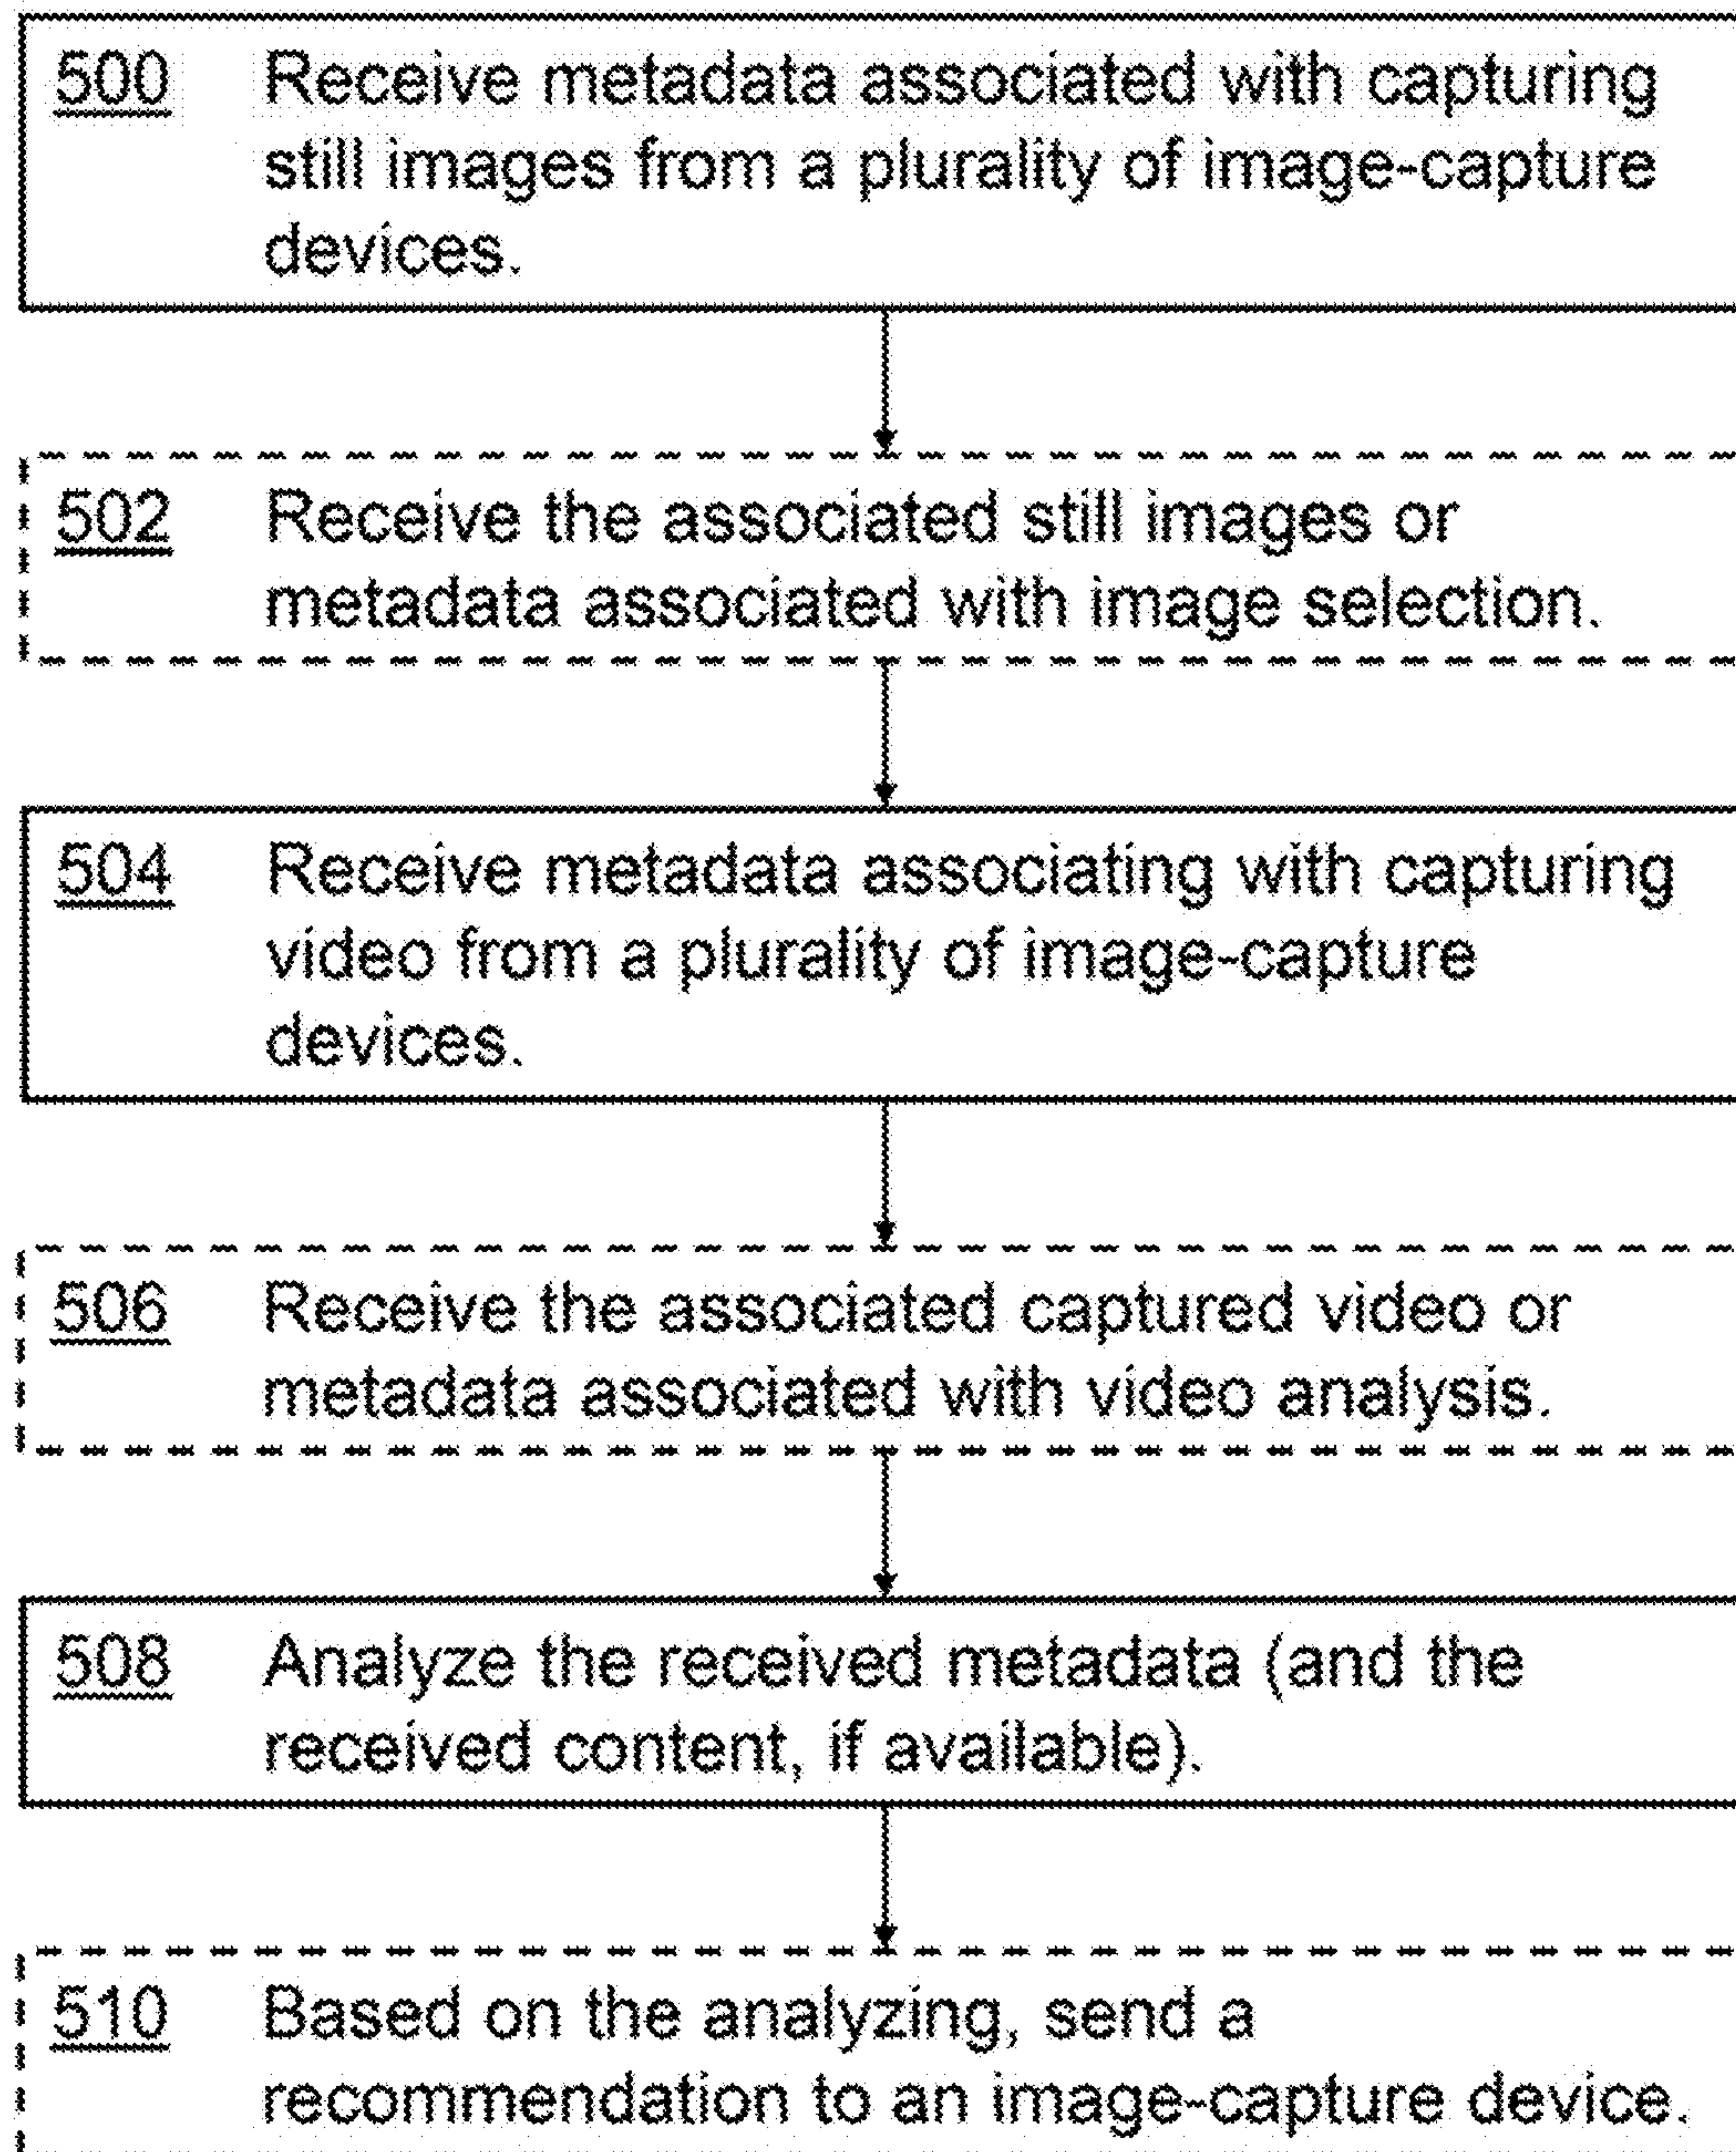 500 Receive metadata associated with capturing
still images from a plurality of image-capture
devices.
502 Receive the associated still images or
metadata associated with image selection.
504 Receive metadata associating with capturing
video from a plurality of image-capture
devices.
506 Receive the associated captured video or
metadata associated with video analysis.
508 Analyze the received metadata (and the
received content, if available).
510 Based on the analyzing, send a
recommendation to an image-capture device.